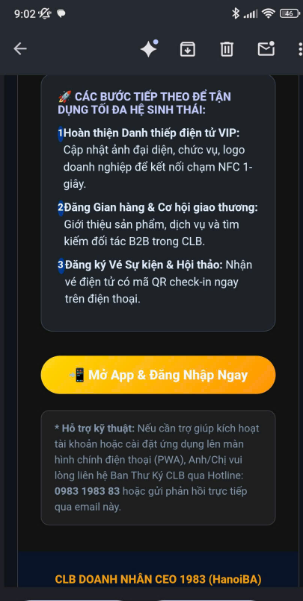 9:02
46
🚀 CÁC BƯỚC TIẾP THEO ĐỂ TẬN
DỤNG TỐI ĐA HỆ SINH THÁI:
1 Hoàn thiện Danh thiếp điện tử VIP:
Cập nhật ảnh đại diện, chức vụ, logo
doanh nghiệp để kết nối chạm NFC 1-
giây.
2 Đăng Gian hàng & Cơ hội giao thương:
Giới thiệu sản phẩm, dịch vụ và tìm
kiếm đối tác B2B trong CLB.
3 Đăng ký Vé Sự kiện & Hội thảo: Nhận
vé điện tử có mã QR check-in ngay
trên điện thoại.
📲 Mở App & Đăng Nhập Ngay
* Hỗ trợ kỹ thuật: Nếu cần trợ giúp kích hoạt
tài khoản hoặc cài đặt ứng dụng lên màn
hình chính điện thoại (PWA), Anh/Chị vui
lòng liên hệ Ban Thư Ký CLB qua Hotline:
0983 1983 83 hoặc gửi phản hồi trực tiếp
qua email này.
CLB DOANH NHÂN CEO 1983 (HanoiBA)